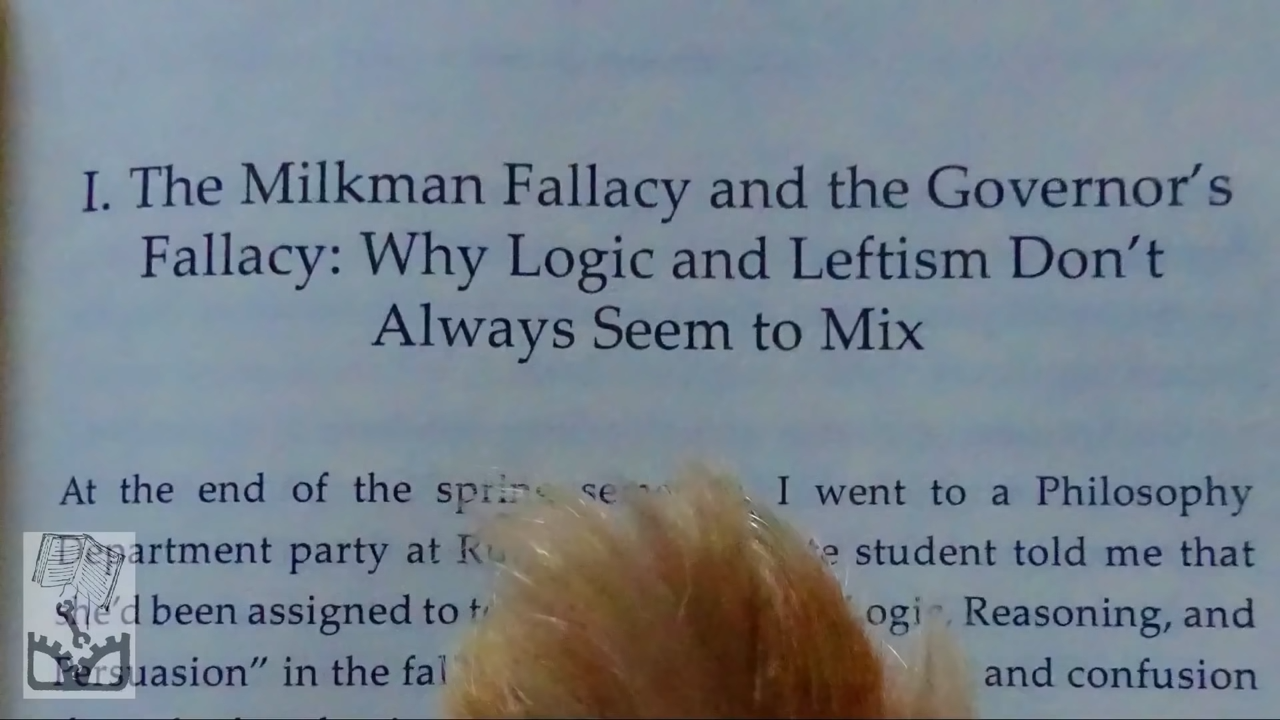 I. The Milkman Fallacy and the Governor's
Fallacy: Why Logic and Leftism Don't
Always Seem to Mix
At the end of the I went to a Philosophy
Department party at student told me that
she'd been assigned to Reasoning, and
Persuasion" in the and confusion